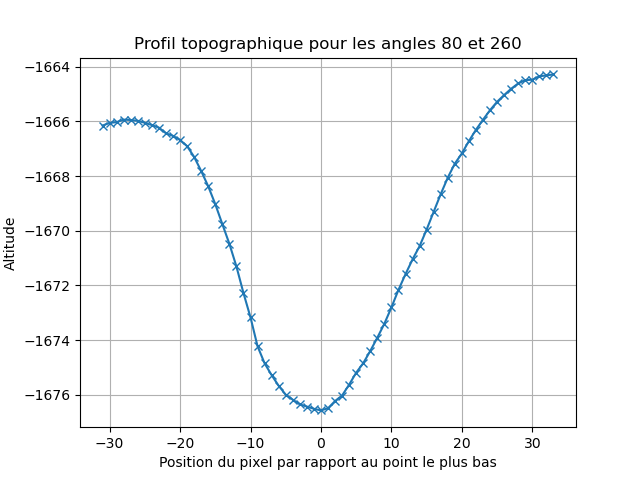 Profil topographique pour les angles 80 et 260
−1664
−1666
−1668
−1670
−1672
−1674
−1676
Altitude
−30 −20 −10 0 10 20 30
Position du pixel par rapport au point le plus bas